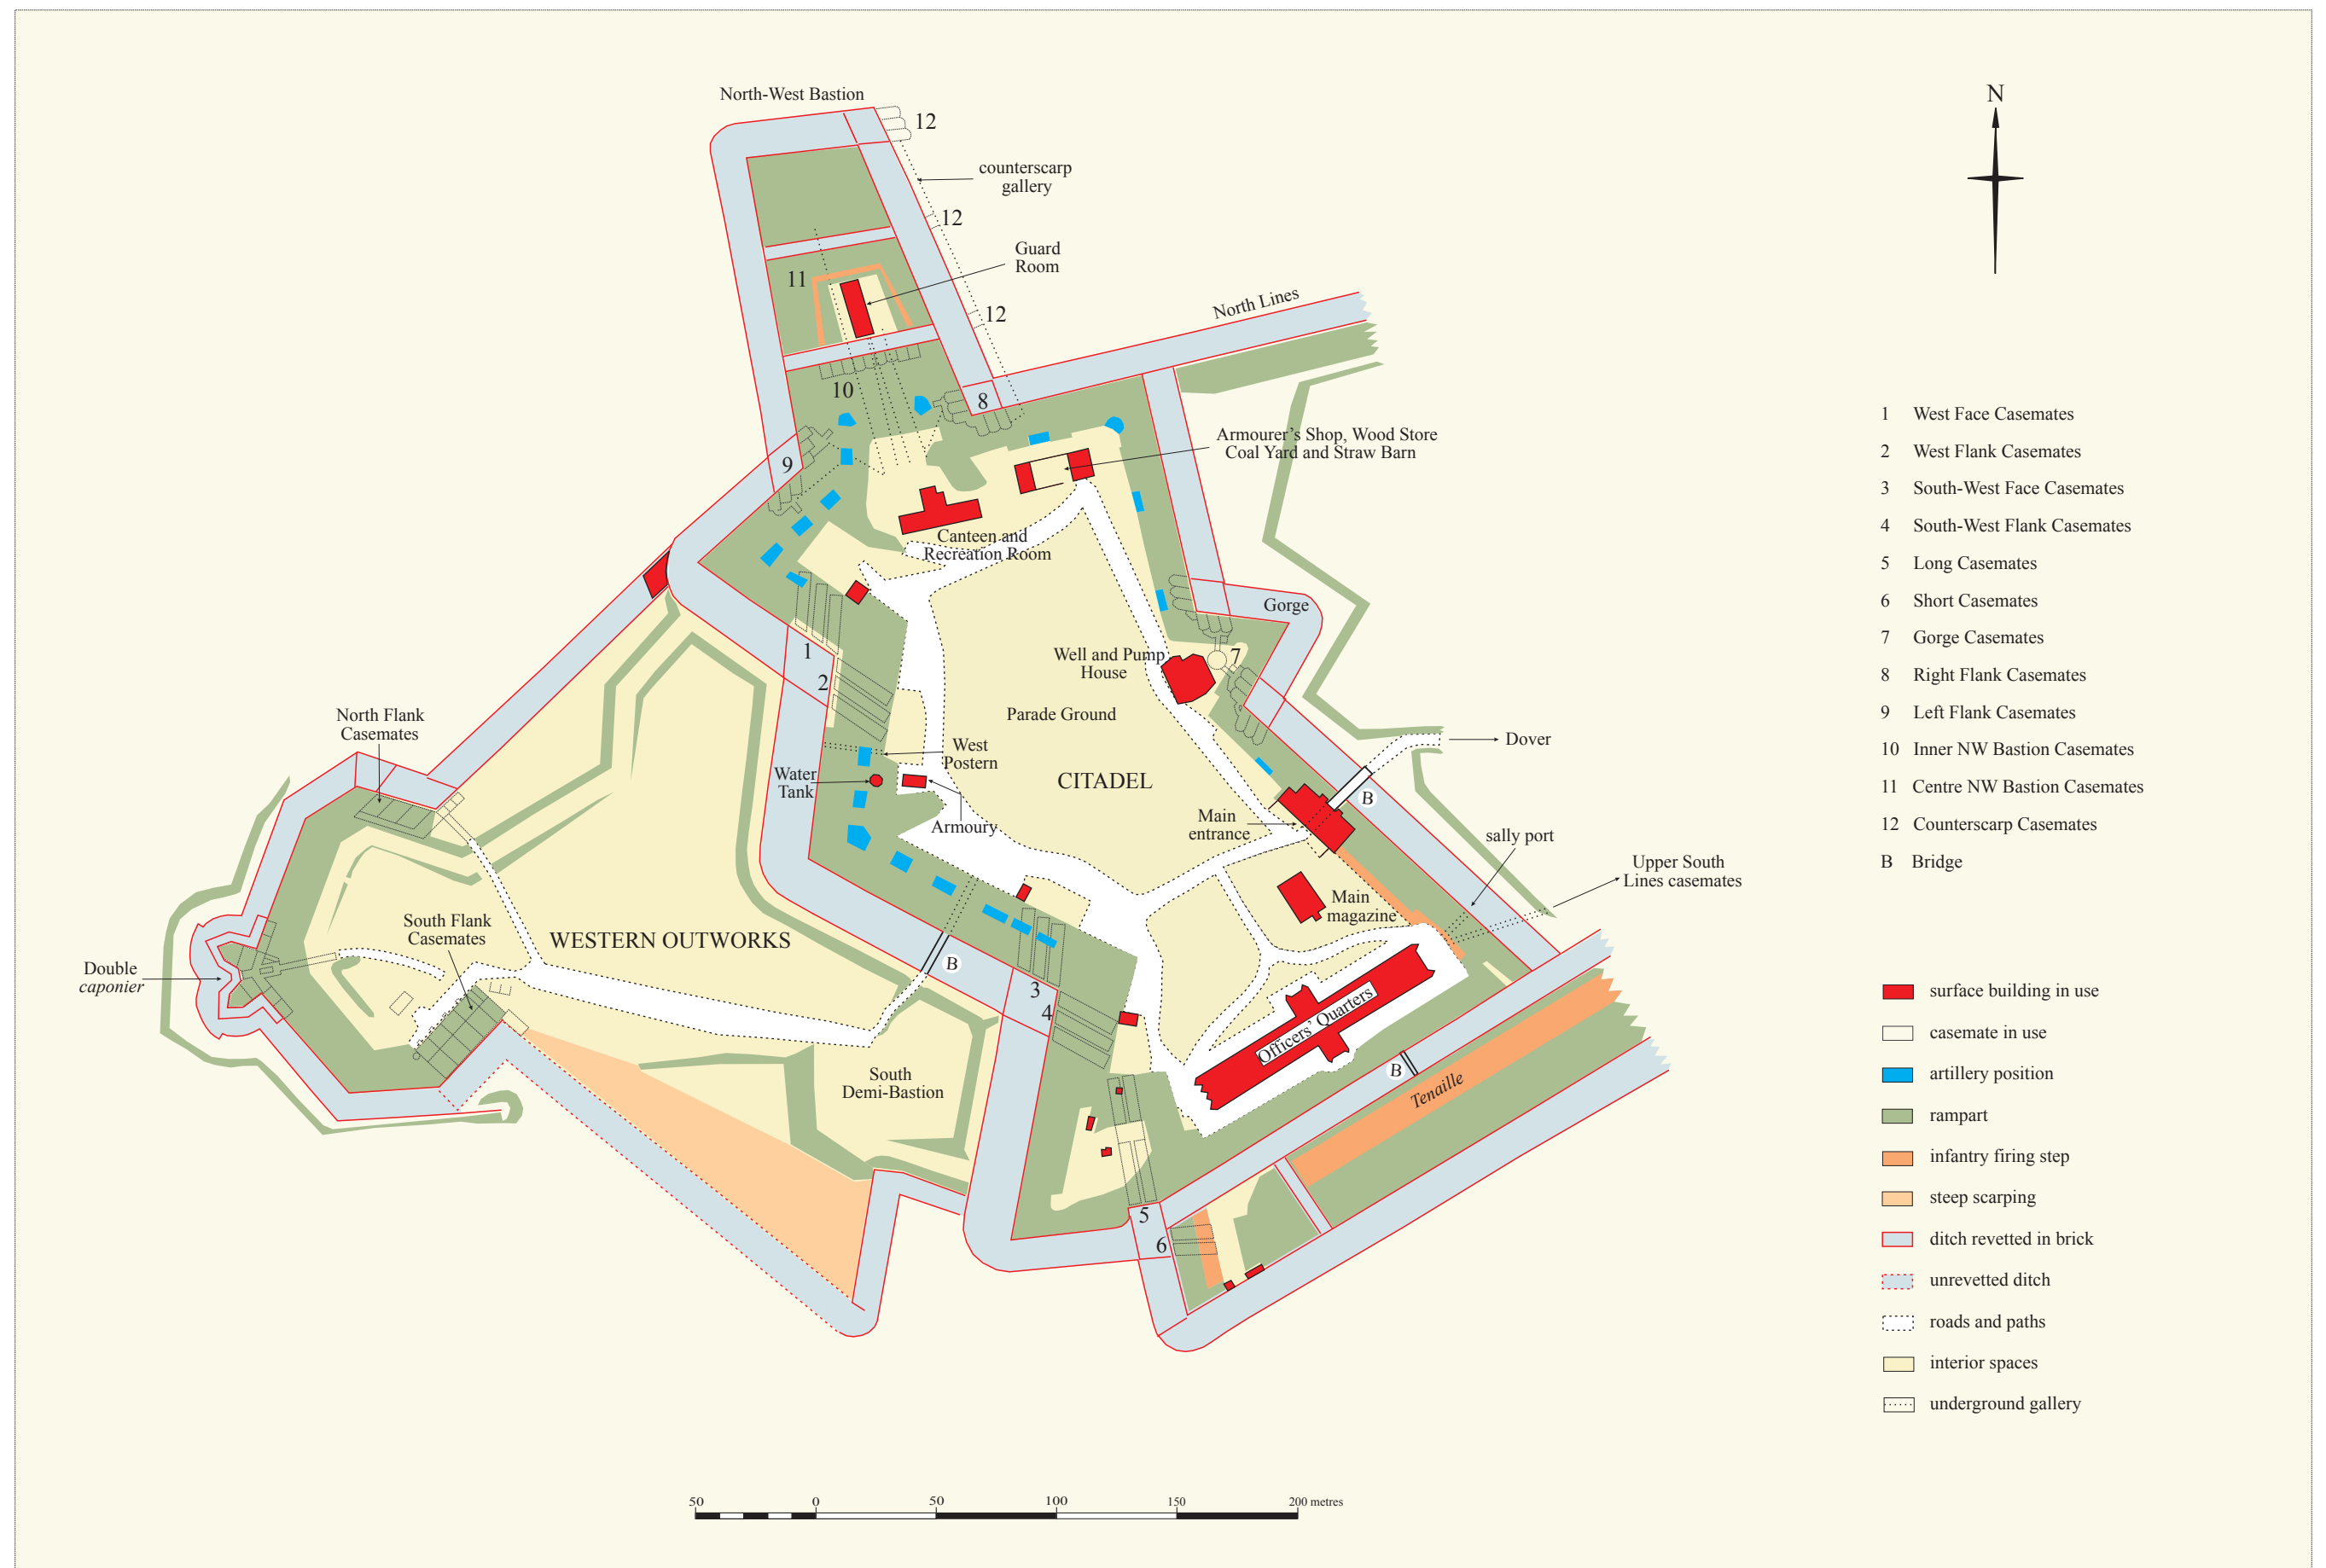 North-West Bastion
12
counterscarp
gallery
12
Guard
Room
11
12
North Lines
10
8
9
Armourer's Shop, Wood Store
Coal Yard and Straw Barn
Canteen and
Recreation Room
Gorge
1
2
Well and Pump
House
7
Parade Ground
North Flank
Casemates
West
Postern
Water
Tank
CITADEL
Dover
B
Armoury
Main
entrance
sally port
Upper South
Lines casemates
Main
magazine
South Flank
Casemates
WESTERN OUTWORKS
B
Double
caponier
3
4
Officers' Quarters
B
Tenaille
South
Demi-Bastion
5
6
N
1 West Face Casemates
2 West Flank Casemates
3 South-West Face Casemates
4 South-West Flank Casemates
5 Long Casemates
6 Short Casemates
7 Gorge Casemates
8 Right Flank Casemates
9 Left Flank Casemates
10 Inner NW Bastion Casemates
11 Centre NW Bastion Casemates
12 Counterscarp Casemates
B Bridge
surface building in use
casemate in use
artillery position
rampart
infantry firing step
steep scarping
ditch revetted in brick
unrevetted ditch
roads and paths
interior spaces
underground gallery
50 0 50 100 150 200 metres